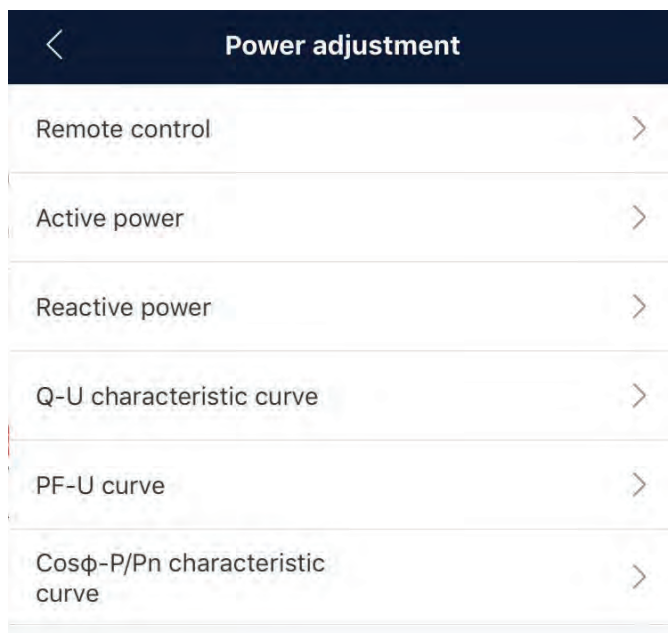 Power adjustment
Remote control
Active power
Reactive power
Q-U characteristic curve
PF-U curve
Cosφ-P/Pn characteristic
curve